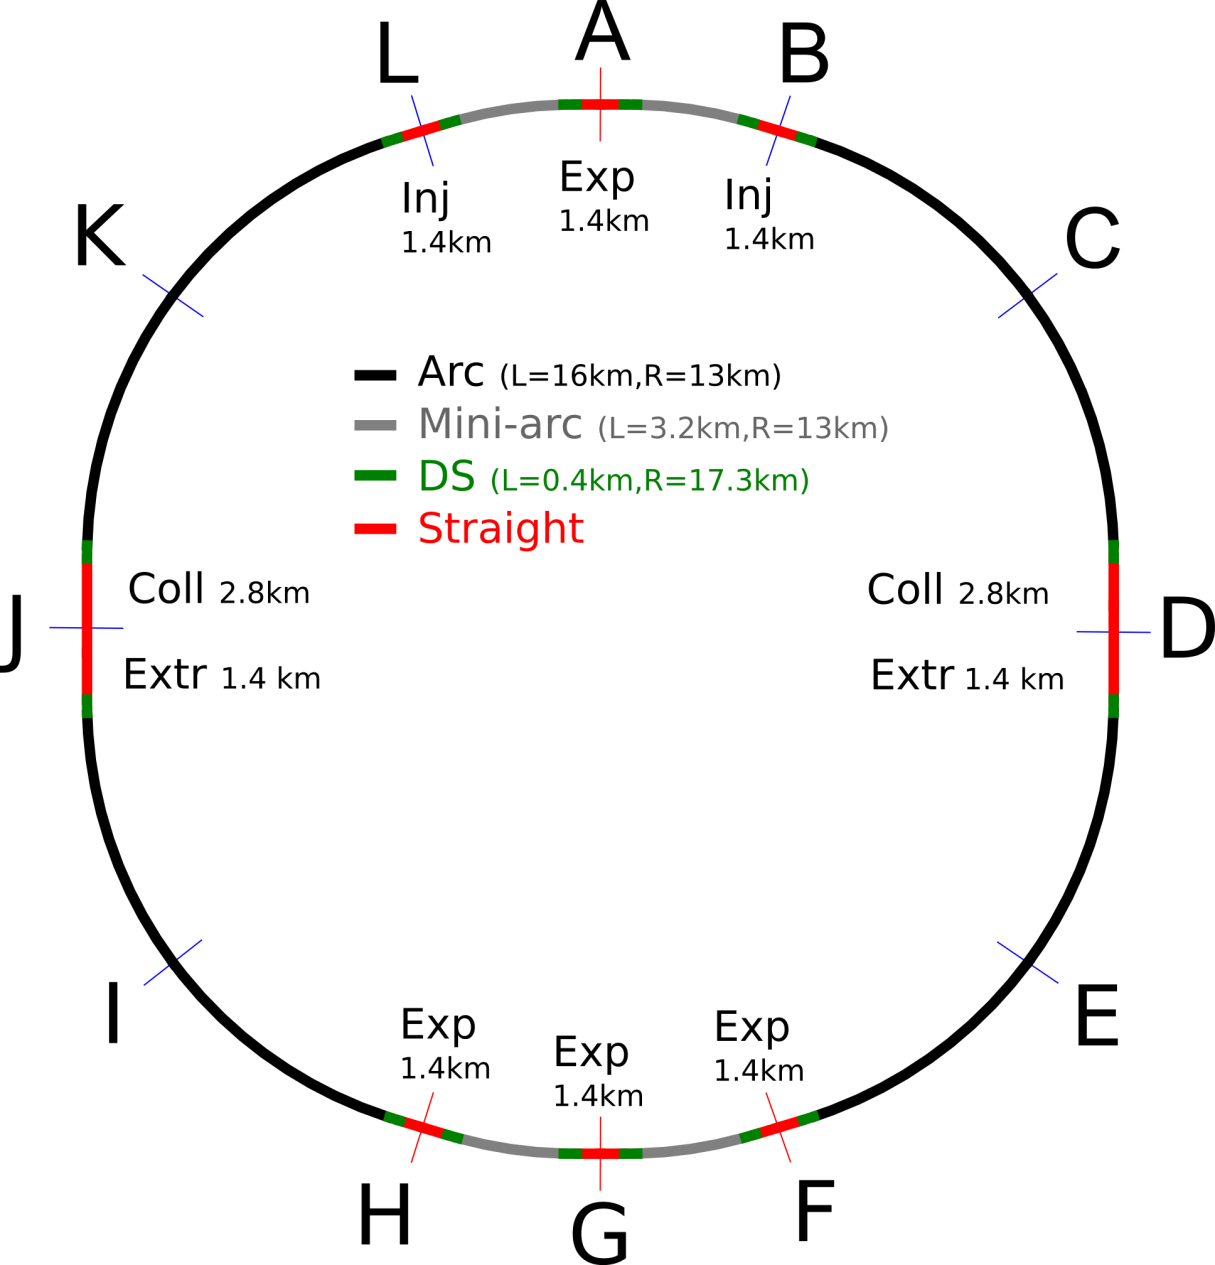 A
L
B
Exp
1.4km
Inj
1.4km
Inj
1.4km
K
C
Arc (L=16km,R=13km)
Mini-arc (L=3.2km,R=13km)
DS (L=0.4km,R=17.3km)
Straight
J
Coll 2.8km
Extr 1.4 km
Coll 2.8km
Extr 1.4 km
D
I
E
Exp
1.4km
Exp
1.4km
Exp
1.4km
H
G
F